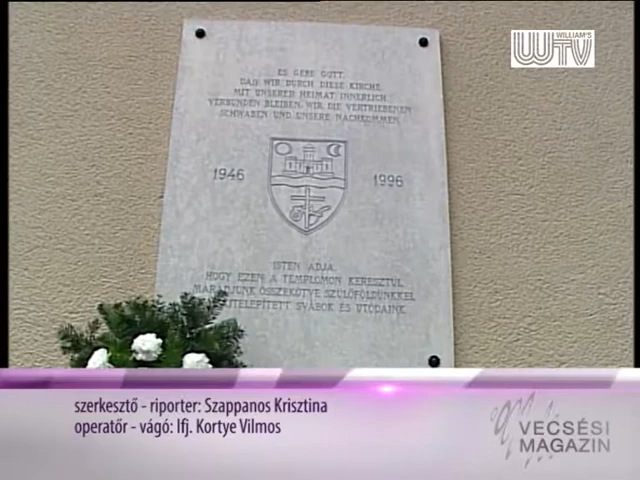 WILLIAM'S
WTV
ES GEBE GOTT,
DAß WIR DURCH DIESE KIRCHE
MIT UNSERER HEIMAT INNERLICH
VERBUNDEN BLEIBEN. WIR DIE VERTRIEBENEN
SCHWABEN UND UNSERE NACHKOMMEN
1946 1996
ISTEN ADJA,
HOGY EZEN A TEMPLOMON KERESZTÜL
MARADJUNK ÖSSZEKÖTVE SZÜLŐFÖLDÜNKKEL
SVÁBOK ÉS UTÓDAINK
szerkesztő - riporter: Szappanos Krisztina
operatőr - vágó: Ifj. Kortye Vilmos
VECSÉSI
MAGAZIN